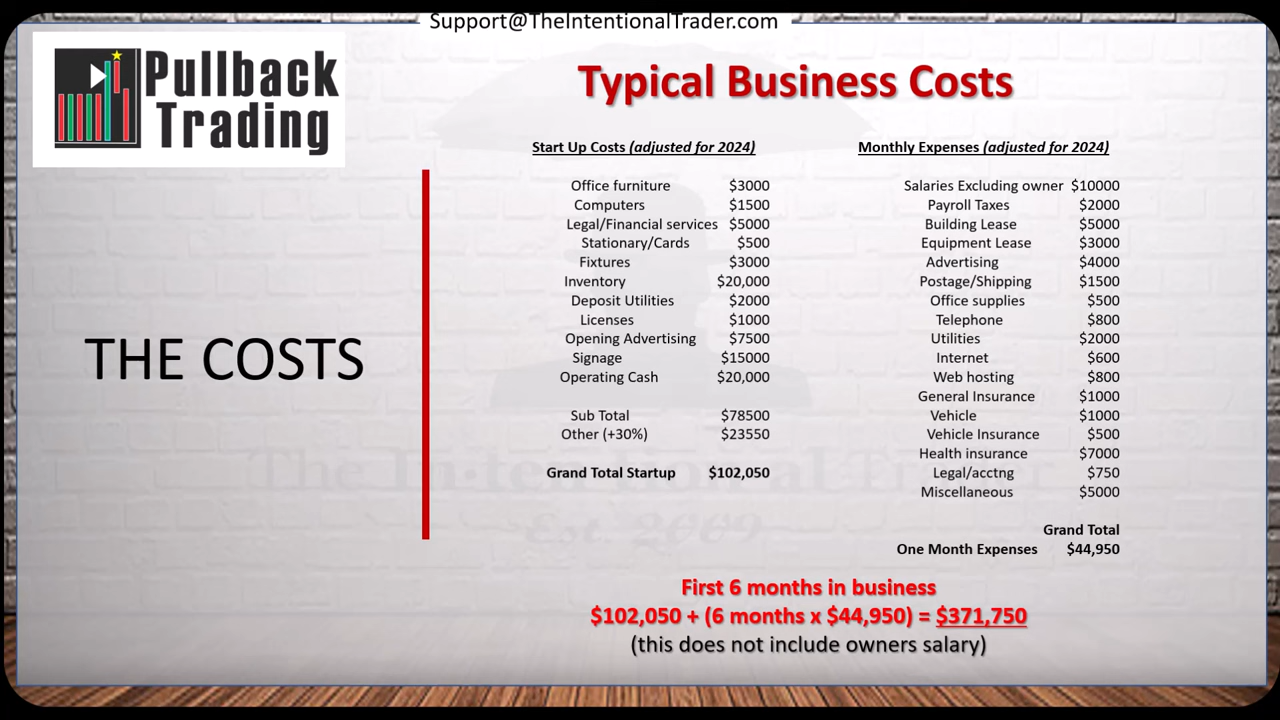 Support@TheIntentionalTrader.com
Pullback
Trading
Typical Business Costs
THE COSTS
Start Up Costs (adjusted for 2024)
Office furniture $3000
Computers $1500
Legal/Financial services $5000
Stationary/Cards $500
Fixtures $3000
Inventory $20,000
Deposit Utilities $2000
Licenses $1000
Opening Advertising $7500
Signage $15000
Operating Cash $20,000
Sub Total $78500
Other (+30%) $23550
Grand Total Startup $102,050
Monthly Expenses (adjusted for 2024)
Salaries Excluding owner $10000
Payroll Taxes $2000
Building Lease $5000
Equipment Lease $3000
Advertising $4000
Postage/Shipping $1500
Office supplies $500
Telephone $800
Utilities $2000
Internet $600
Web hosting $800
General Insurance $1000
Vehicle $1000
Vehicle Insurance $500
Health insurance $7000
Legal/acctng $750
Miscellaneous $5000
Grand Total
One Month Expenses $44,950
First 6 months in business
$102,050 + (6 months x $44,950) = $371,750
(this does not include owners salary)
The Intentional Trader
Est 2009